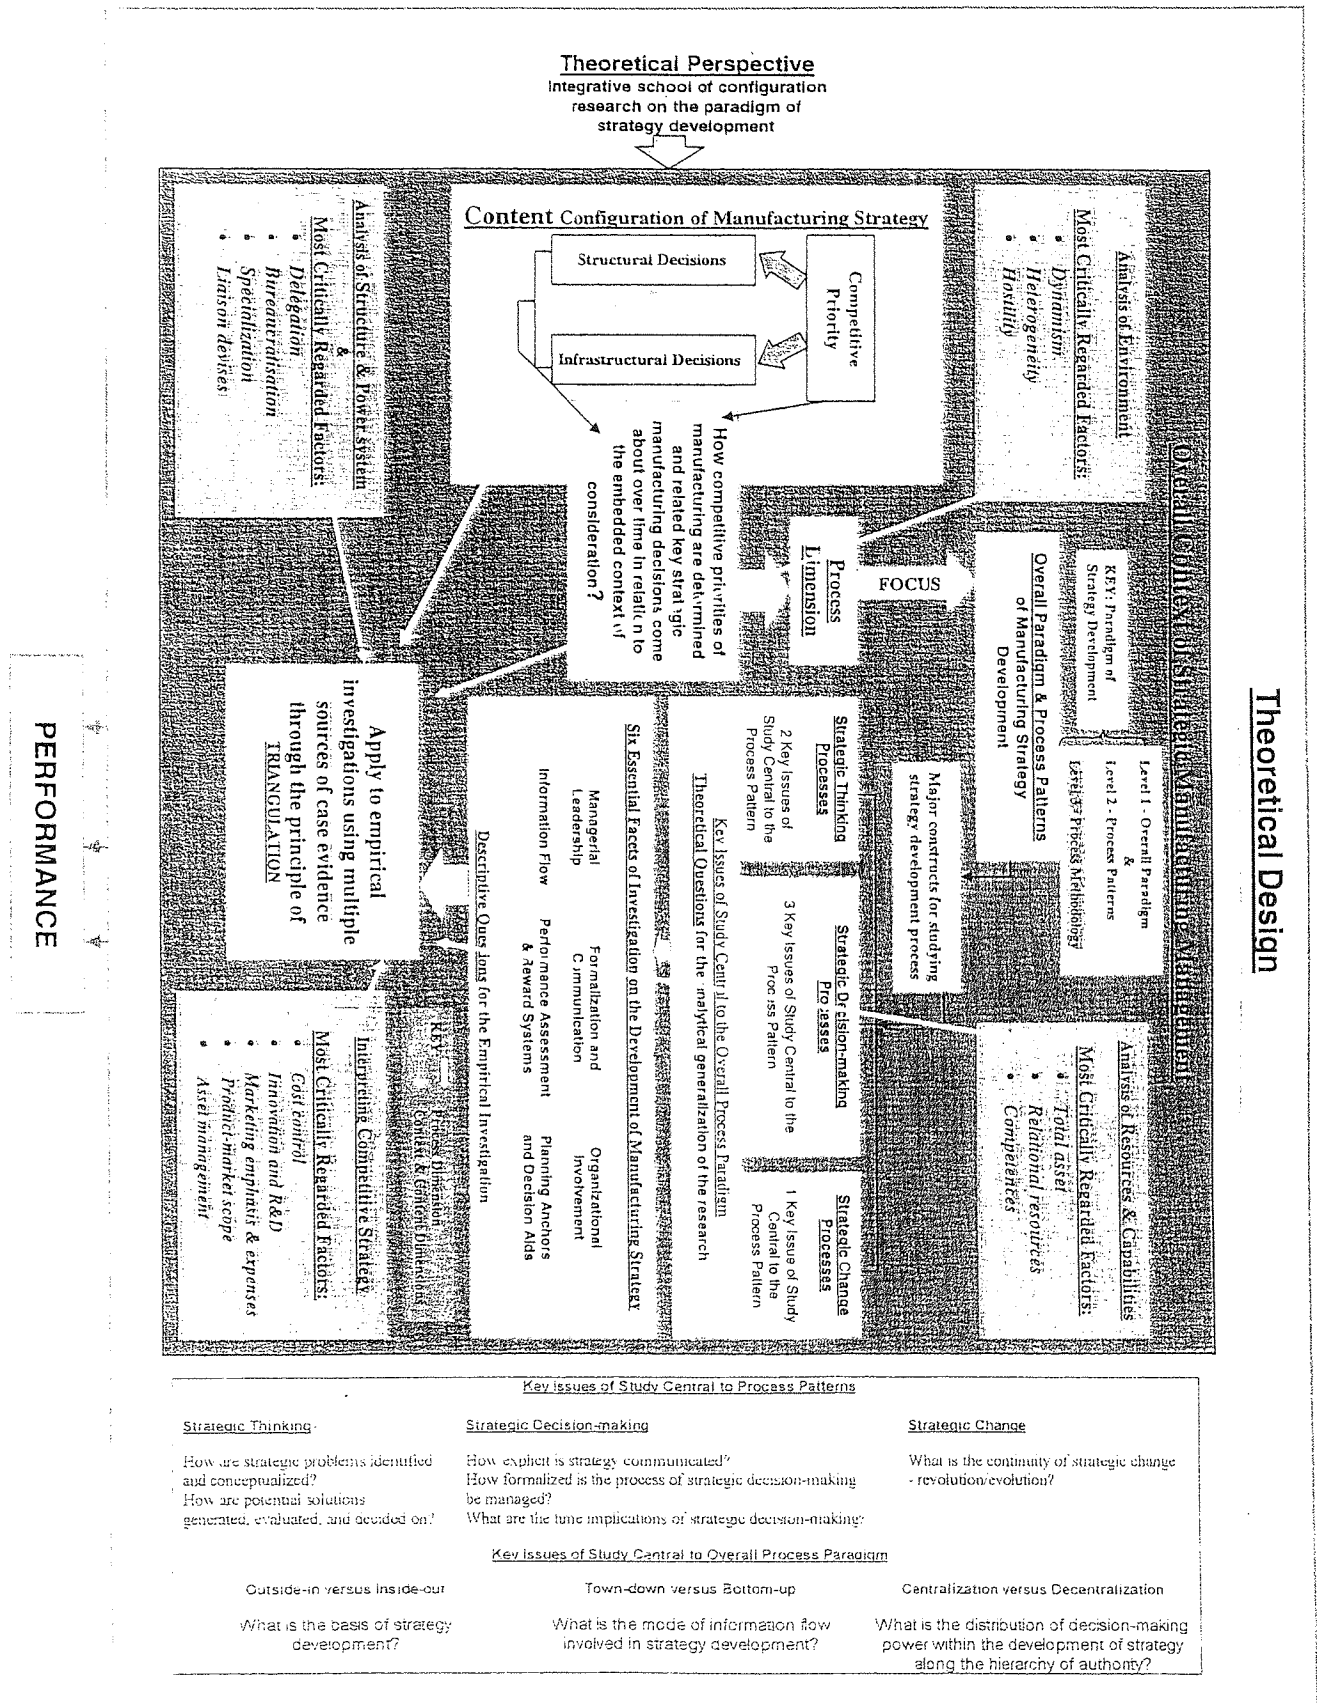 Theoretical Design
Theoretical Perspective
Integrative school of configuration
research on the paradigm of
strategy development
Overall Context of Strategic Manufacturing Management
Analysis of Structure & Power system
&
Most Critically Regarded Factors:
Delegation
Bureaucratisation
Specialization
Liaison devises
Content Configuration of Manufacturing Strategy
Structural Decisions
Infrastructural Decisions
Competitive
Priority
How competitive priorities of
manufacturing are determined
and related key strategic
manufacturing decisions come
about over time in relation to
the embedded context of
consideration?
Analysis of Environment
Most Critically Regarded Factors:
Dynamism
Heterogeneity
Hostility
Process
Dimension
FOCUS
KEY: Paradigm of
Strategy Development
Level 1 - Overall Paradigm
&
Level 2 - Process Patterns
Level 3 - Process Methodology
Overall Paradigm & Process Patterns
of Manufacturing Strategy
Development
Major constructs for studying
strategy development process
Strategic Thinking
Processes
2 Key Issues of
Study Central to the
Process Pattern
Strategic Decision-making
Processes
3 Key Issues of Study Central to the
Process Pattern
Strategic Change
Processes
1 Key Issue of Study
Central to the
Process Pattern
Key Issues of Study Central to the Overall Process Paradigm
Theoretical Questions for the analytical generalization of the research
Six Essential Facets of Investigation on the Development of Manufacturing Strategy
Managerial
Leadership
Formalization and
Communication
Organizational
Involvement
Information Flow
Performance Assessment
& Reward Systems
Planning Anchors
and Decision Aids
Descriptive Questions for the Empirical Investigation
Apply to empirical
investigations using multiple
sources of case evidence
through the principle of
TRIANGULATION
KEY:
Process Dimension
Context & Content Dimensions
Analysis of Resources & Capabilities
Most Critically Regarded Factors:
Total asset
Relational resources
Competences
Interpreting Competitive Strategy
Most Critically Regarded Factors:
Cost control
Innovation and R&D
Marketing emphasis & expenses
Product-market scope
Asset management
PERFORMANCE
Key Issues of Study Central to Process Patterns
Strategic Thinking
How are strategic problems identified
and conceptualized?
How are potential solutions
generated, evaluated, and decided on?
Strategic Decision-making
How explicit is strategy communicated?
How formalized is the process of strategic decision-making
be managed?
What are the time implications of strategic decision-making?
Strategic Change
What is the continuity of strategic change
- revolution/evolution?
Key Issues of Study Central to Overall Process Paradigm
Outside-in versus Inside-out
What is the basis of strategy
development?
Town-down versus Bottom-up
What is the mode of information flow
involved in strategy development?
Centralization versus Decentralization
What is the distribution of decision-making
power within the development of strategy
along the hierarchy of authority?